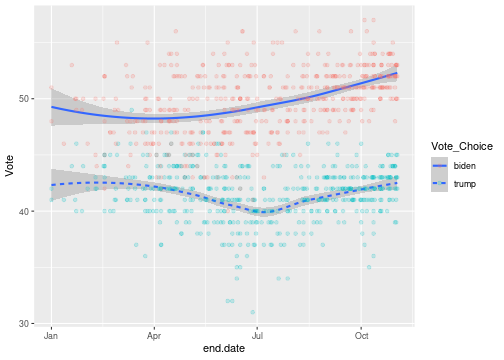 50
40
30
Vote
Jan
Apr
Jul
Oct
end.date
Vote_Choice
biden
trump